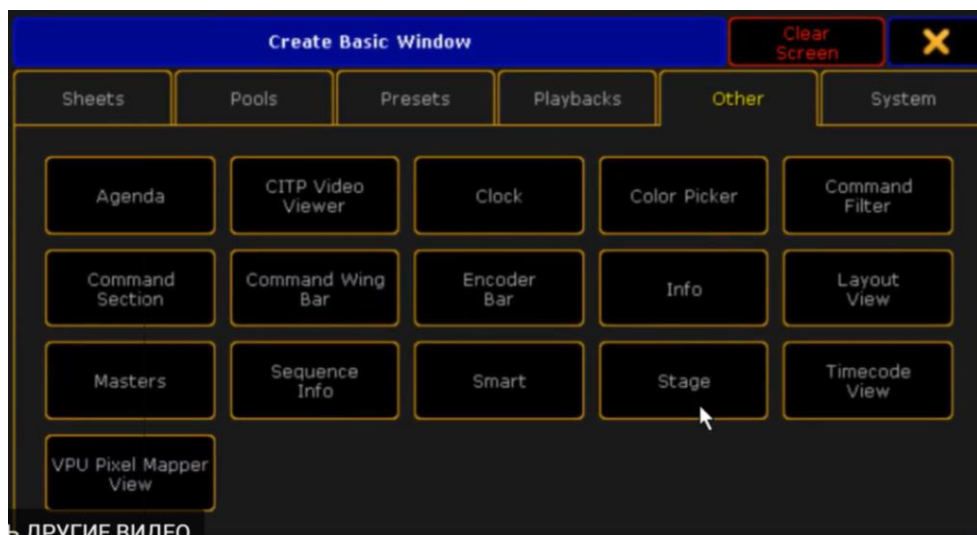 Create Basic Window
Clear
Screen
Sheets
Pools
Presets
Playbacks
Other
System
Agenda
CITP Video
Viewer
Clock
Color Picker
Command
Filter
Command
Section
Command Wing
Bar
Encoder
Bar
Info
Layout
View
Masters
Sequence
Info
Smart
Stage
Timecode
View
VPU Pixel Mapper
View
Ь ДРУГИЕ ВИДЕО